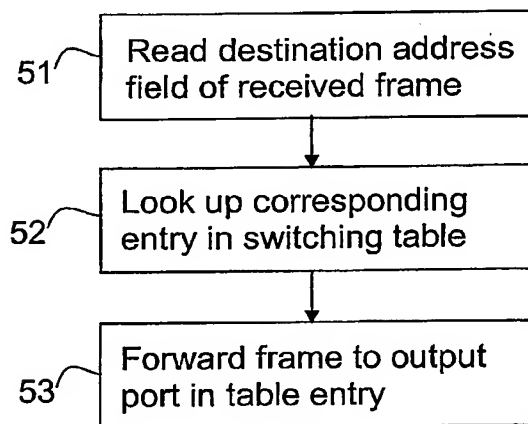 51
Read destination address
field of received frame
52
Look up corresponding
entry in switching table
53
Forward frame to output
port in table entry